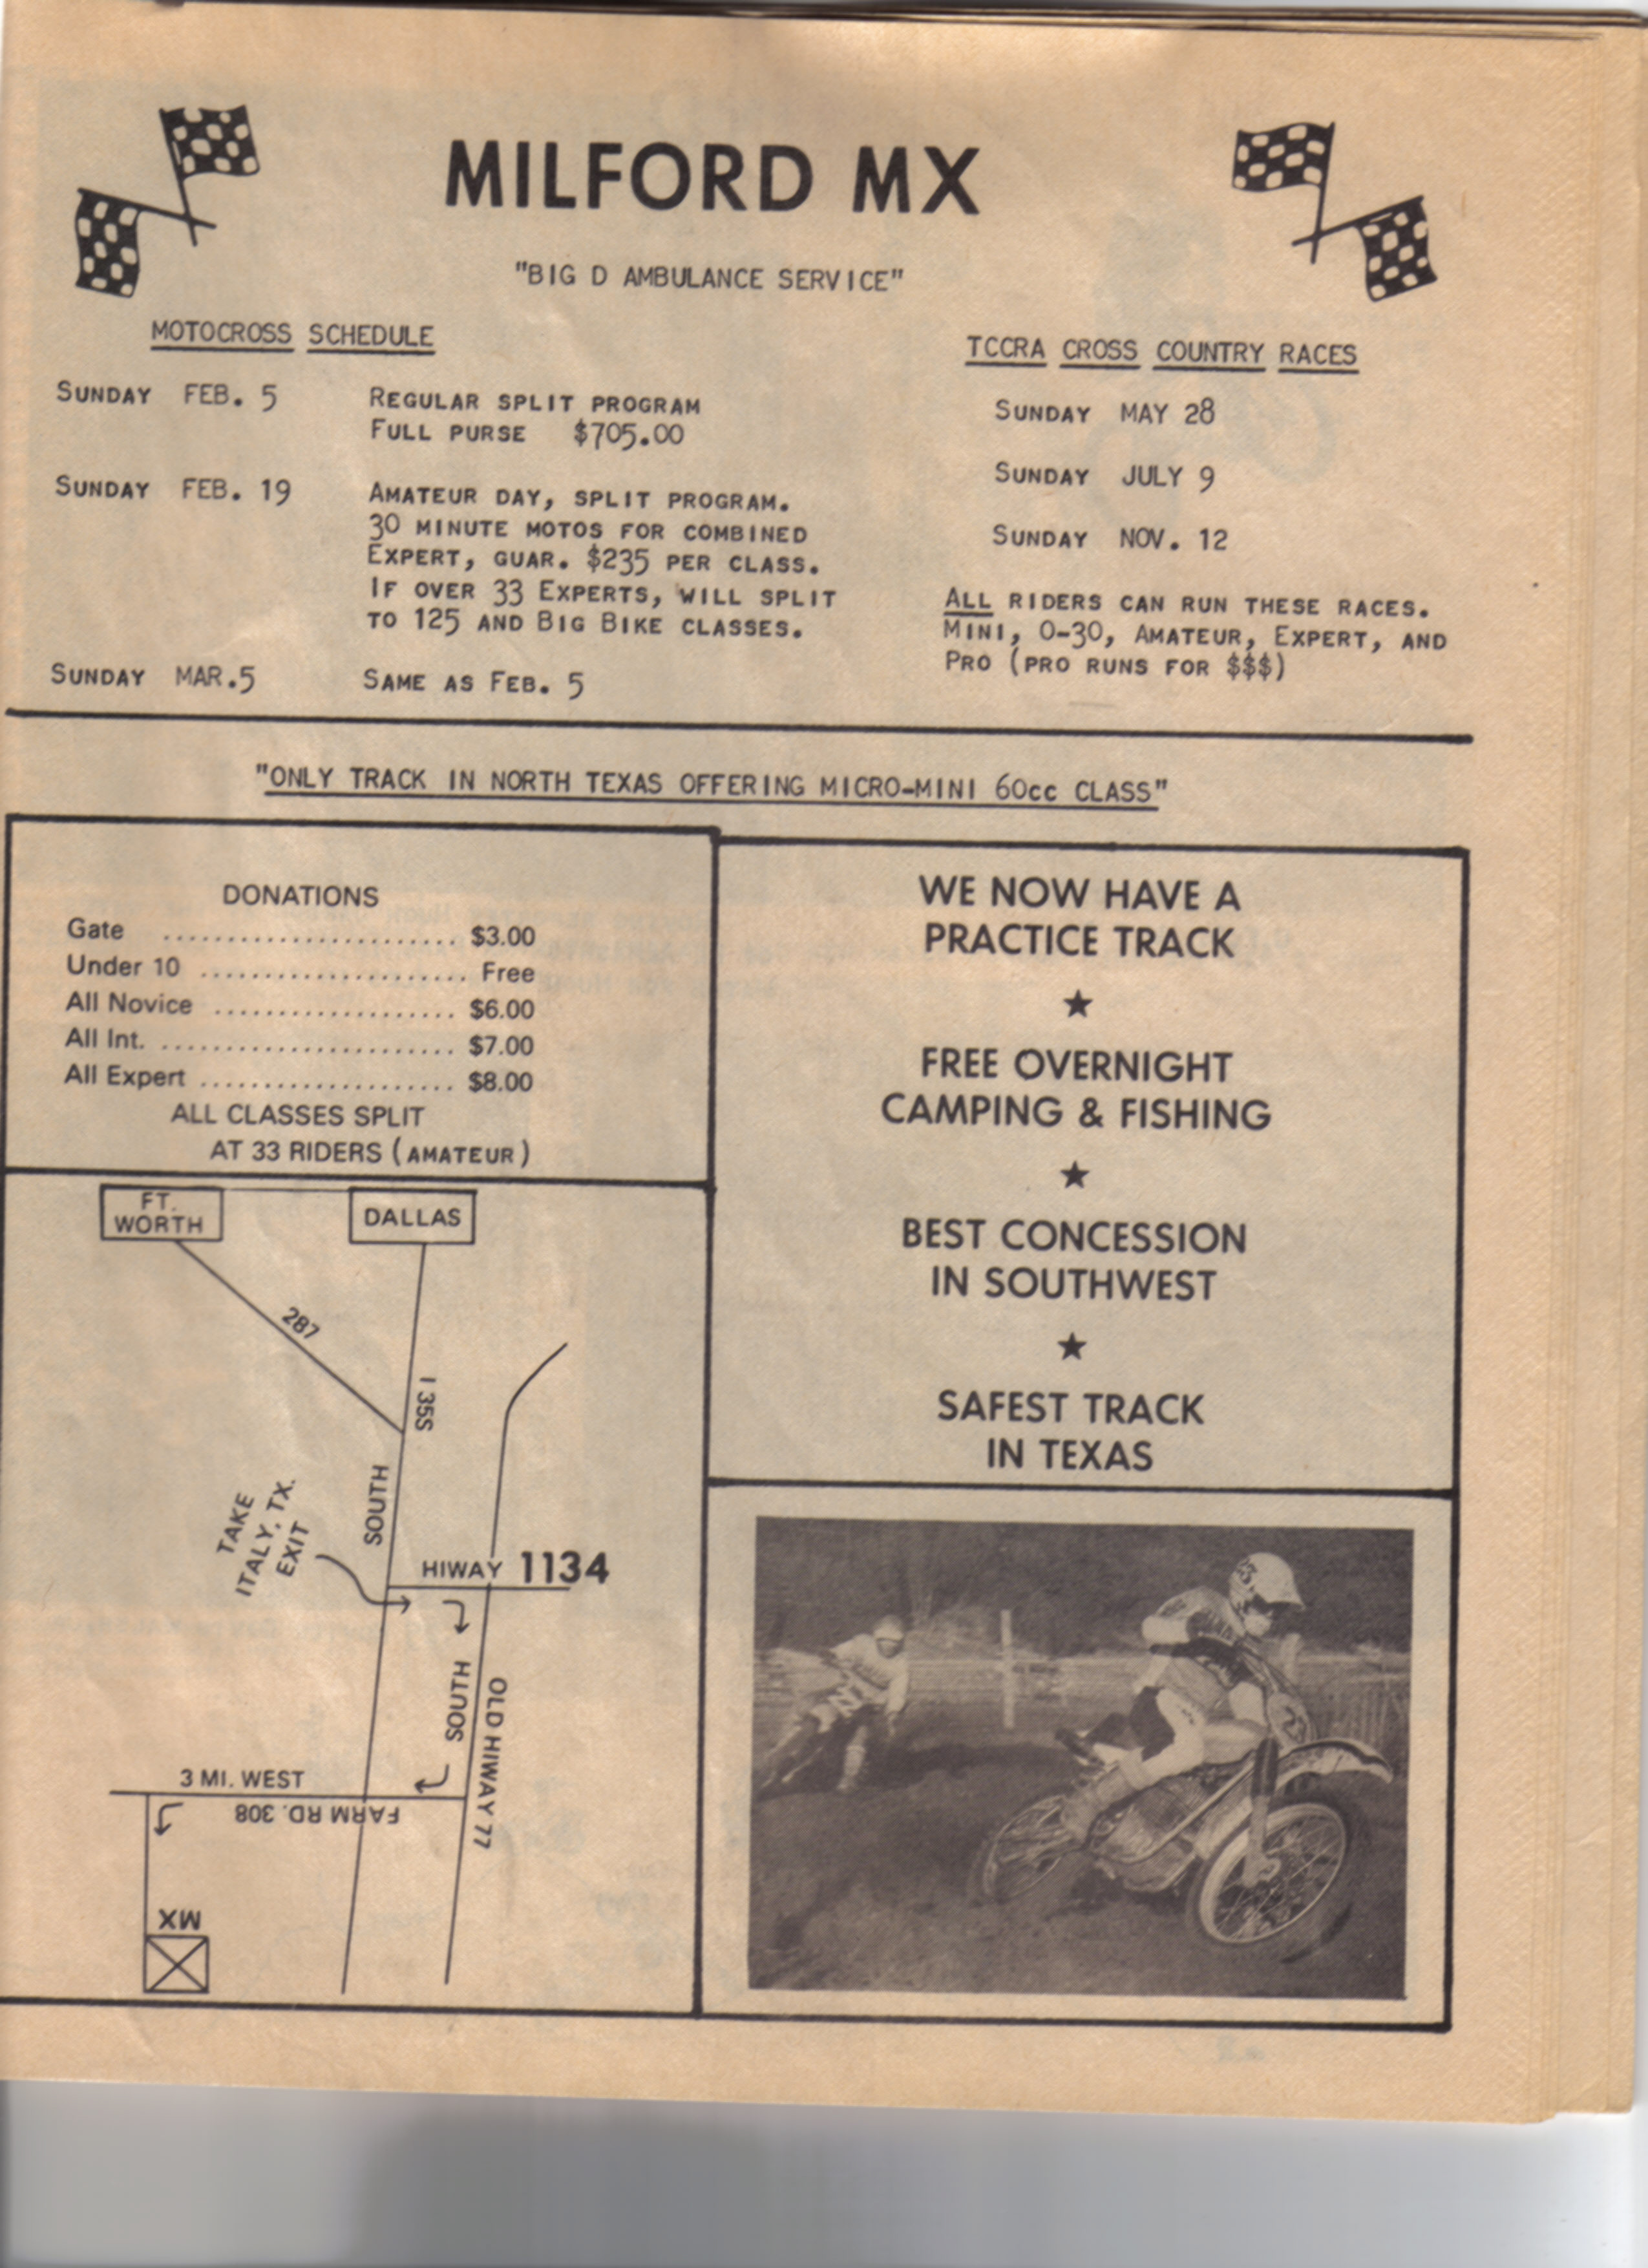 MILFORD MX
"BIG D AMBULANCE SERVICE"
MOTOCROSS SCHEDULE
SUNDAY FEB. 5 REGULAR SPLIT PROGRAM
FULL PURSE $705.00
SUNDAY FEB. 19 AMATEUR DAY, SPLIT PROGRAM.
30 MINUTE MOTOS FOR COMBINED
EXPERT, GUAR. $235 PER CLASS.
IF OVER 33 EXPERTS, WILL SPLIT
TO 125 AND BIG BIKE CLASSES.
SUNDAY MAR.5 SAME AS FEB. 5
TCCRA CROSS COUNTRY RACES
SUNDAY MAY 28
SUNDAY JULY 9
SUNDAY NOV. 12
ALL RIDERS CAN RUN THESE RACES.
MINI, O-30, AMATEUR, EXPERT, AND
PRO (PRO RUNS FOR $$$)
"ONLY TRACK IN NORTH TEXAS OFFERING MICRO-MINI 60cc CLASS"
DONATIONS
Gate ....................... $3.00
Under 10 ..................... Free
All Novice ................... $6.00
All Int. ....................... $7.00
All Expert .................... $8.00
ALL CLASSES SPLIT
AT 33 RIDERS (AMATEUR)
FT.
WORTH
DALLAS
287
I 35S
SOUTH
TAKE
ITALY, TX.
EXIT
HIWAY 1134
SOUTH
OLD HIWAY 77
3 MI. WEST
FARM RD. 308
MX
WE NOW HAVE A
PRACTICE TRACK
★
FREE OVERNIGHT
CAMPING & FISHING
★
BEST CONCESSION
IN SOUTHWEST
★
SAFEST TRACK
IN TEXAS